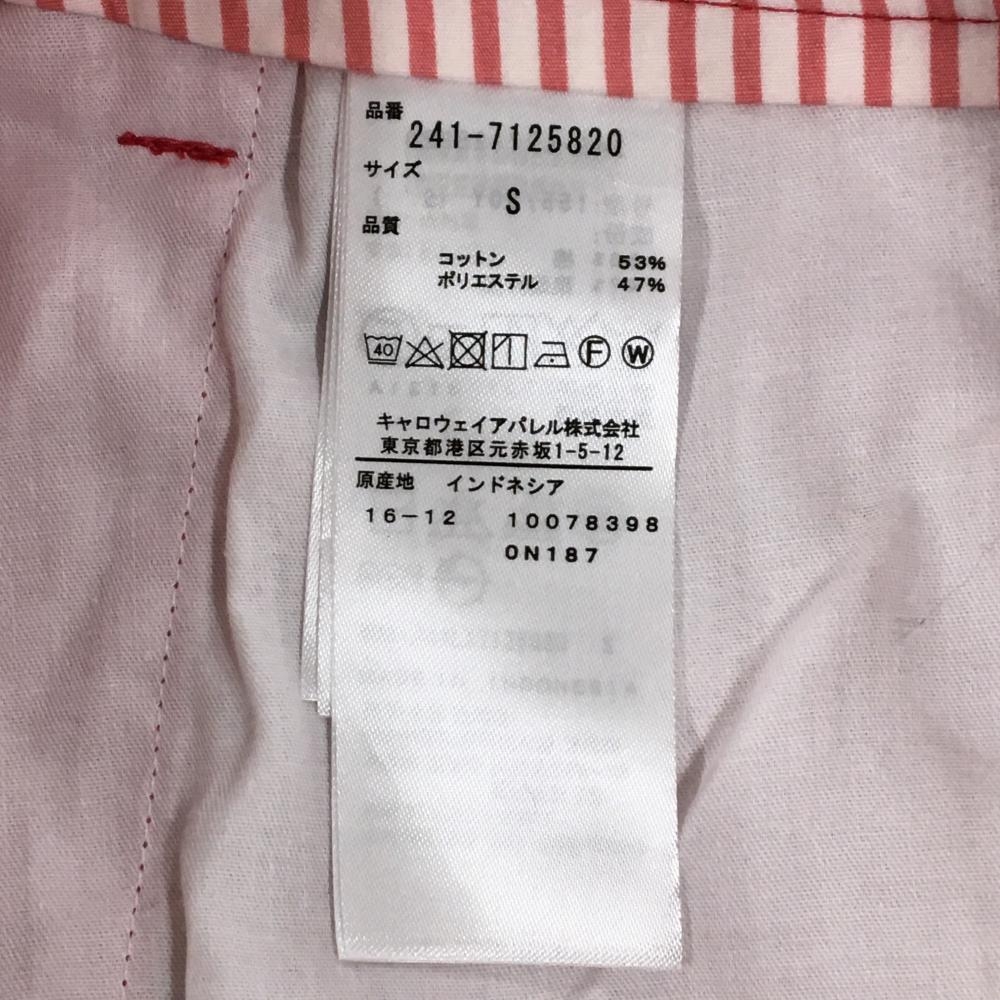 品番
241-7125820
サイズ
S
品質
コットン 53%
ポリエステル 47%
40 F W
キャロウェイアパレル株式会社
東京都港区元赤坂1-5-12
原産地 インドネシア
16-12 10078398
0N187